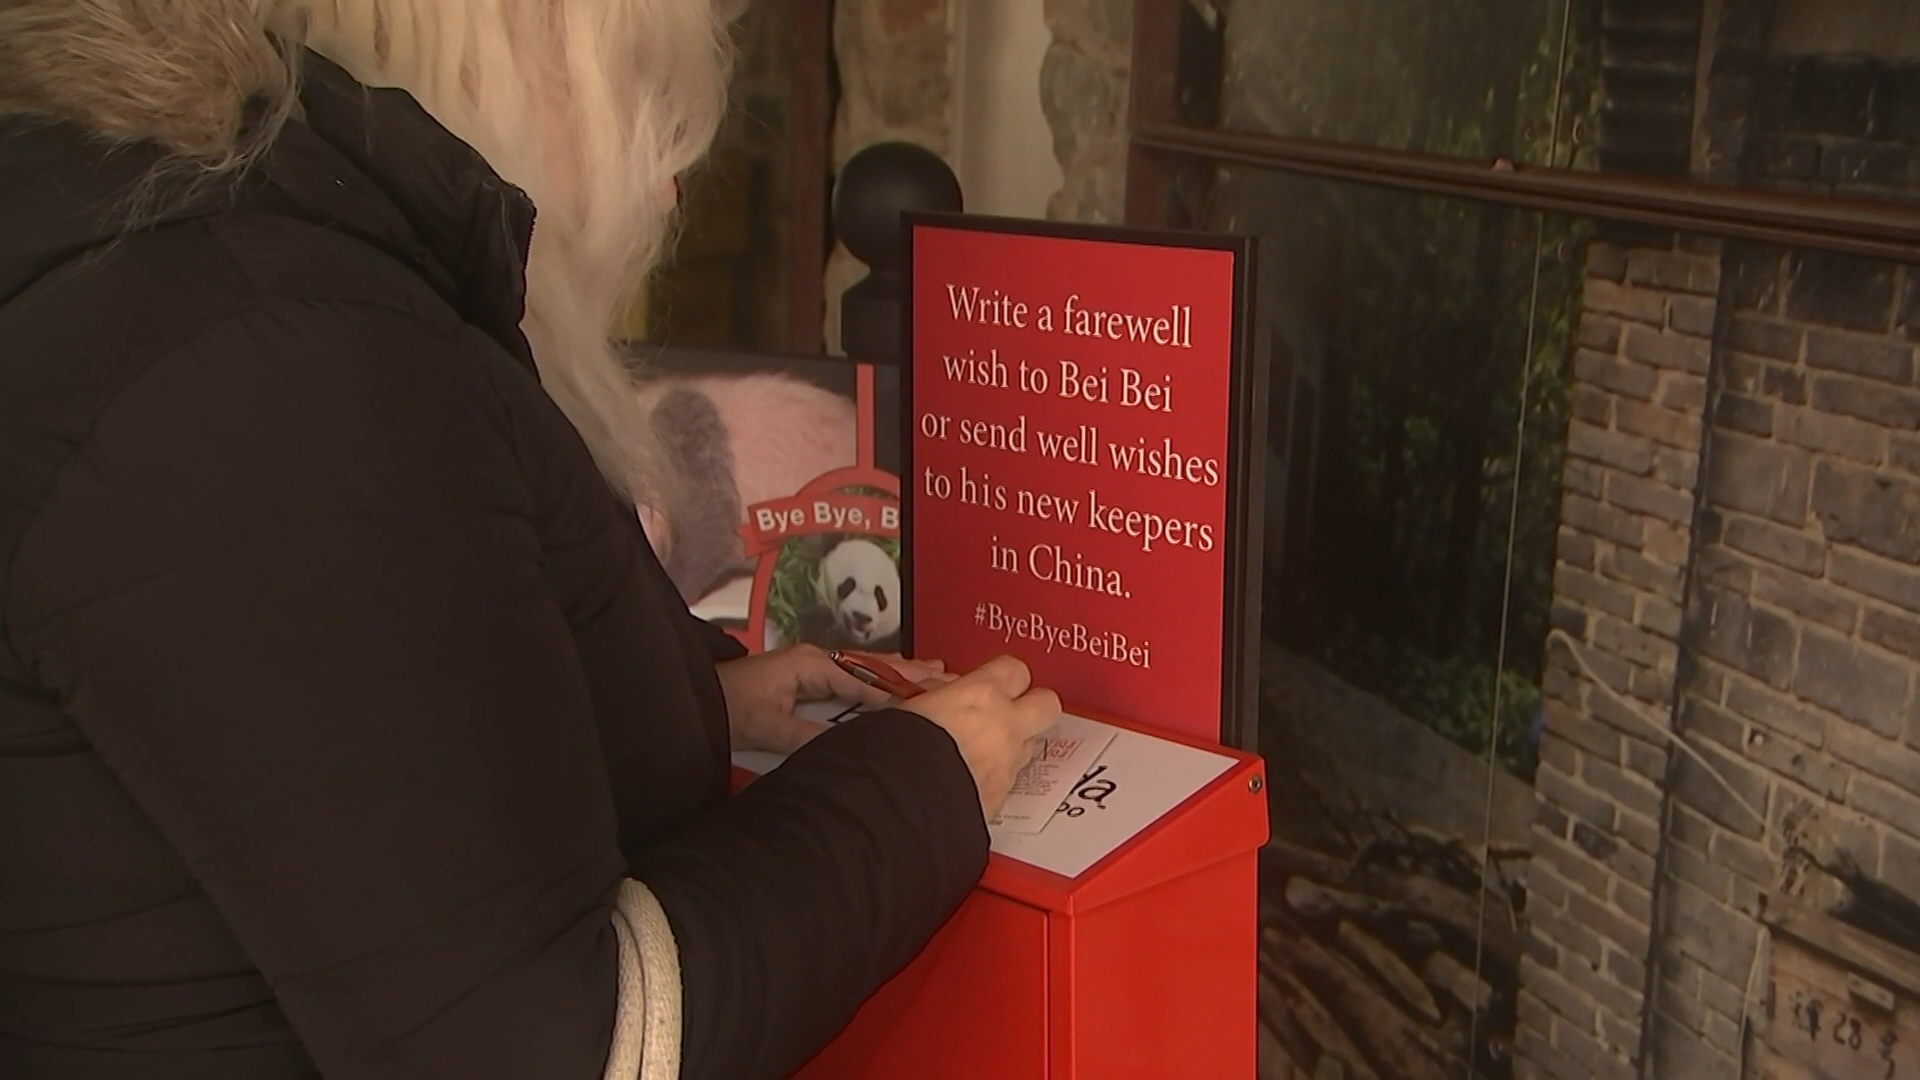 Write a farewell
wish to Bei Bei
or send well wishes
to his new keepers
in China.
#ByeByeBeiBei
Bye Bye, B
28